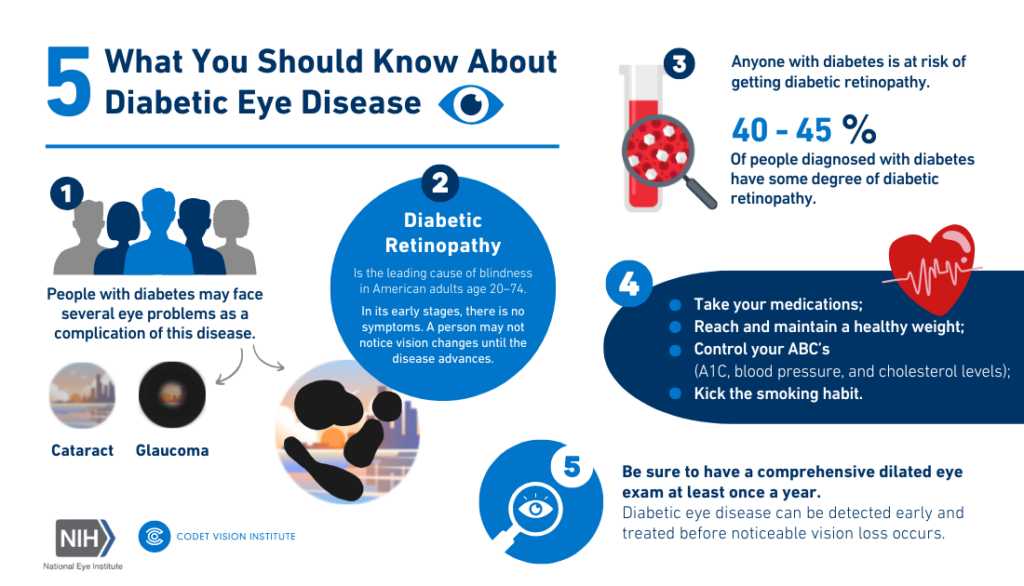 5
What You Should Know About
Diabetic Eye Disease
1
People with diabetes may face
several eye problems as a
complication of this disease.
Cataract
Glaucoma
2
Diabetic
Retinopathy
Is the leading cause of blindness
in American adults age 20–74.
In its early stages, there is no
symptoms. A person may not
notice vision changes until the
disease advances.
3
Anyone with diabetes is at risk of
getting diabetic retinopathy.
40 - 45 %
Of people diagnosed with diabetes
have some degree of diabetic
retinopathy.
4
Take your medications;
Reach and maintain a healthy weight;
Control your ABC's
(A1C, blood pressure, and cholesterol levels);
Kick the smoking habit.
5
Be sure to have a comprehensive dilated eye
exam at least once a year.
Diabetic eye disease can be detected early and
treated before noticeable vision loss occurs.
NIH
National Eye Institute
CODET VISION INSTITUTE